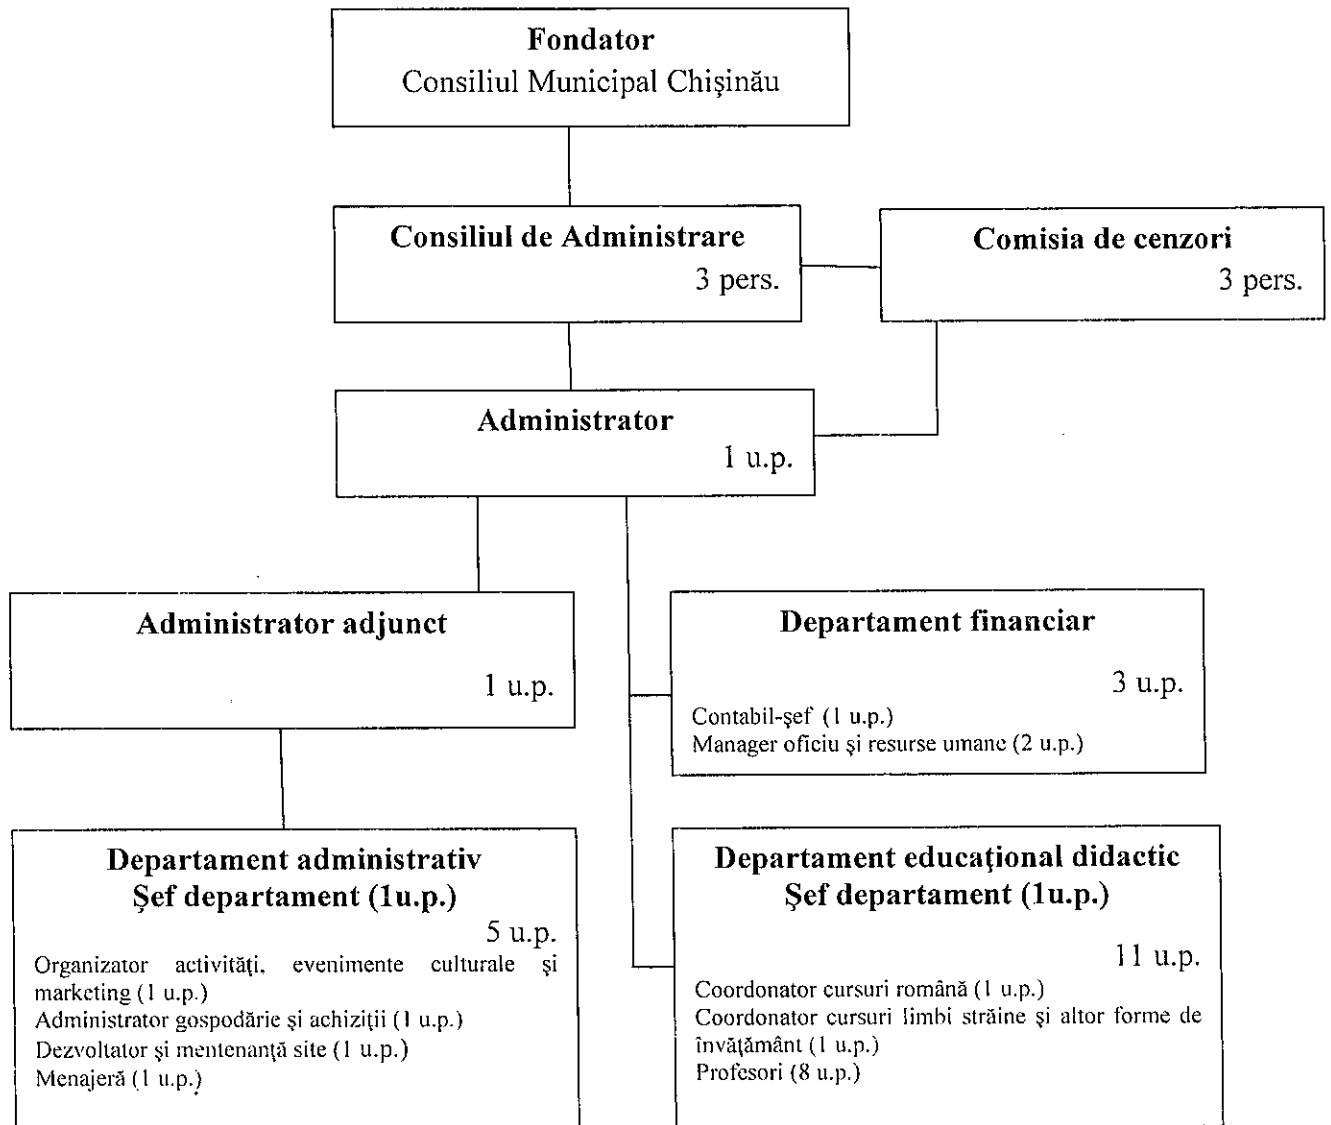 Fondator
Consiliul Municipal Chişinău
Consiliul de Administrare
3 pers.
Comisia de cenzori
3 pers.
Administrator
1 u.p.
Administrator adjunct
1 u.p.
Departament financiar
3 u.p.
Contabil-şef (1 u.p.)
Manager oficiu şi resurse umane (2 u.p.)
Departament administrativ
Şef departament (1u.p.)
5 u.p.
Organizator activităţi, evenimente culturale şi
marketing (1 u.p.)
Administrator gospodărie şi achiziţii (1 u.p.)
Dezvoltator şi mentenanţă site (1 u.p.)
Menajeră (1 u.p.)
Departament educaţional didactic
Şef departament (1u.p.)
11 u.p.
Coordonator cursuri română (1 u.p.)
Coordonator cursuri limbi străine şi altor forme de
învăţământ (1 u.p.)
Profesori (8 u.p.)